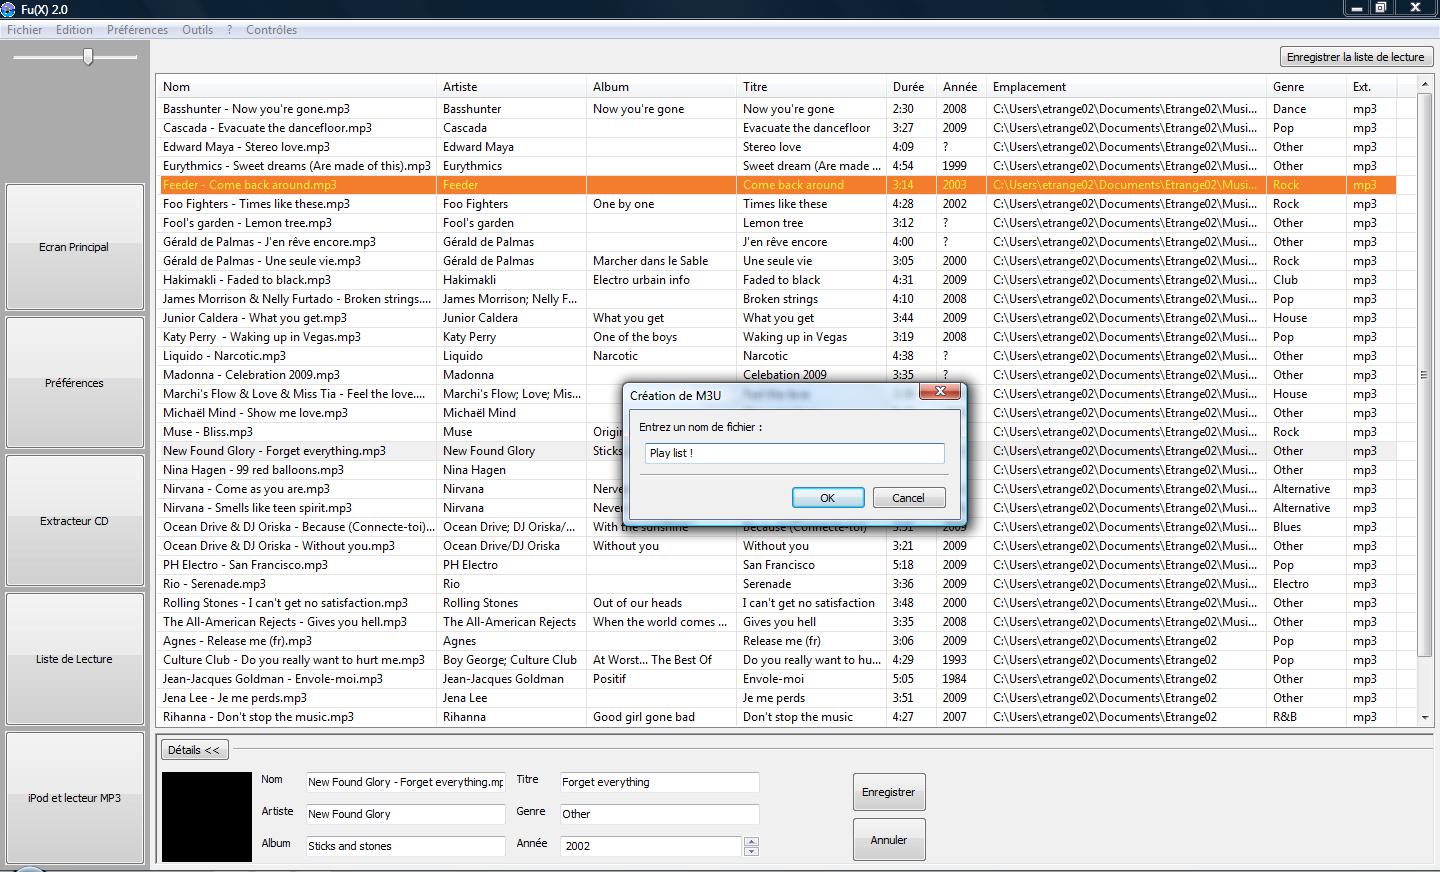 Fu(X) 2.0
Fichier Edition Préférences Outils ? Contrôles
Enregistrer la liste de lecture
Nom Artiste Album Titre Durée Année Emplacement Genre Ext.
Basshunter - Now you're gone.mp3 Basshunter Now you're gone Now you're gone 2:30 2008 C:\Users\etrange02\Documents\Etrange02\Musi... Dance mp3
Cascada - Evacuate the dancefloor.mp3 Cascada Evacuate the dancefloor 3:27 2009 C:\Users\etrange02\Documents\Etrange02\Musi... Pop mp3
Edward Maya - Stereo love.mp3 Edward Maya Stereo love 4:09 ? C:\Users\etrange02\Documents\Etrange02\Musi... Other mp3
Eurythmics - Sweet dreams (Are made of this).mp3 Eurythmics Sweet dream (Are made ... 4:54 1999 C:\Users\etrange02\Documents\Etrange02\Musi... Other mp3
Feeder - Come back around.mp3 Feeder Come back around 3:14 2003 C:\Users\etrange02\Documents\Etrange02\Musi... Rock mp3
Foo Fighters - Times like these.mp3 Foo Fighters One by one Times like these 4:28 2002 C:\Users\etrange02\Documents\Etrange02\Musi... Rock mp3
Fool's garden - Lemon tree.mp3 Fool's garden Lemon tree 3:12 ? C:\Users\etrange02\Documents\Etrange02\Musi... Other mp3
Gérald de Palmas - J'en rêve encore.mp3 Gérald de Palmas J'en rêve encore 4:00 ? C:\Users\etrange02\Documents\Etrange02\Musi... Other mp3
Gérald de Palmas - Une seule vie.mp3 Gérald de Palmas Marcher dans le Sable Une seule vie 3:05 2000 C:\Users\etrange02\Documents\Etrange02\Musi... Rock mp3
Hakimakli - Faded to black.mp3 Hakimakli Electro urbain info Faded to black 4:31 2009 C:\Users\etrange02\Documents\Etrange02\Musi... Club mp3
James Morrison & Nelly Furtado - Broken strings.... James Morrison; Nelly F... Broken strings 4:10 2008 C:\Users\etrange02\Documents\Etrange02\Musi... Pop mp3
Junior Caldera - What you get.mp3 Junior Caldera What you get What you get 3:44 2009 C:\Users\etrange02\Documents\Etrange02\Musi... House mp3
Katy Perry - Waking up in Vegas.mp3 Katy Perry One of the boys Waking up in Vegas 3:19 2008 C:\Users\etrange02\Documents\Etrange02\Musi... Pop mp3
Liquido - Narcotic.mp3 Liquido Narcotic Narcotic 4:38 ? C:\Users\etrange02\Documents\Etrange02\Musi... Other mp3
Madonna - Celebration 2009.mp3 Madonna Celebation 2009 3:35 ? C:\Users\etrange02\Documents\Etrange02\Musi... Other mp3
Marchi's Flow & Love & Miss Tia - Feel the love.... Marchi's Flow; Love; Mis... C:\Users\etrange02\Documents\Etrange02\Musi... House mp3
Michaël Mind - Show me love.mp3 Michaël Mind C:\Users\etrange02\Documents\Etrange02\Musi... Other mp3
Muse - Bliss.mp3 Muse Origin C:\Users\etrange02\Documents\Etrange02\Musi... Rock mp3
New Found Glory - Forget everything.mp3 New Found Glory Sticks C:\Users\etrange02\Documents\Etrange02\Musi... Other mp3
Nina Hagen - 99 red balloons.mp3 Nina Hagen C:\Users\etrange02\Documents\Etrange02\Musi... Other mp3
Nirvana - Come as you are.mp3 Nirvana Neve C:\Users\etrange02\Documents\Etrange02\Musi... Alternative mp3
Nirvana - Smells like teen spirit.mp3 Nirvana Neve C:\Users\etrange02\Documents\Etrange02\Musi... Alternative mp3
Ocean Drive & DJ Oriska - Because (Connecte-toi)... Ocean Drive; DJ Oriska/... With the sunshine Because (Connecte-toi) 3:51 2009 C:\Users\etrange02\Documents\Etrange02\Musi... Blues mp3
Ocean Drive & DJ Oriska - Without you.mp3 Ocean Drive/DJ Oriska Without you Without you 3:21 2009 C:\Users\etrange02\Documents\Etrange02\Musi... Other mp3
PH Electro - San Francisco.mp3 PH Electro San Francisco 5:18 2009 C:\Users\etrange02\Documents\Etrange02\Musi... Pop mp3
Rio - Serenade.mp3 Rio Serenade 3:36 2009 C:\Users\etrange02\Documents\Etrange02\Musi... Electro mp3
Rolling Stones - I can't get no satisfaction.mp3 Rolling Stones Out of our heads I can't get no satisfaction 3:48 2000 C:\Users\etrange02\Documents\Etrange02\Musi... Other mp3
The All-American Rejects - Gives you hell.mp3 The All-American Rejects When the world comes ... Gives you hell 3:35 2008 C:\Users\etrange02\Documents\Etrange02\Musi... Other mp3
Agnes - Release me (fr).mp3 Agnes Release me (fr) 3:06 2009 C:\Users\etrange02\Documents\Etrange02 Pop mp3
Culture Club - Do you really want to hurt me.mp3 Boy George; Culture Club At Worst... The Best Of Do you really want to hu... 4:29 1993 C:\Users\etrange02\Documents\Etrange02 Pop mp3
Jean-Jacques Goldman - Envole-moi.mp3 Jean-Jacques Goldman Positif Envole-moi 5:05 1984 C:\Users\etrange02\Documents\Etrange02 Other mp3
Jena Lee - Je me perds.mp3 Jena Lee Je me perds 3:51 2009 C:\Users\etrange02\Documents\Etrange02 Other mp3
Rihanna - Don't stop the music.mp3 Rihanna Good girl gone bad Don't stop the music 4:27 2007 C:\Users\etrange02\Documents\Etrange02 R&B mp3
Création de M3U
Entrez un nom de fichier :
Play list !
OK Cancel
Ecran Principal
Préférences
Extracteur CD
Liste de Lecture
iPod et lecteur MP3
Détails <<
Nom New Found Glory - Forget everything.mp Titre Forget everything
Artiste New Found Glory Genre Other
Album Sticks and stones Année 2002
Enregistrer
Annuler